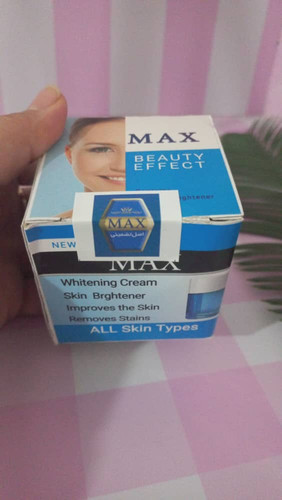 MAX
BEAUTY
EFFECT
MAX
NEW
MAX
Whitening Cream
Skin Brghtener
Improves the Skin
Removes Stains
ALL Skin Types